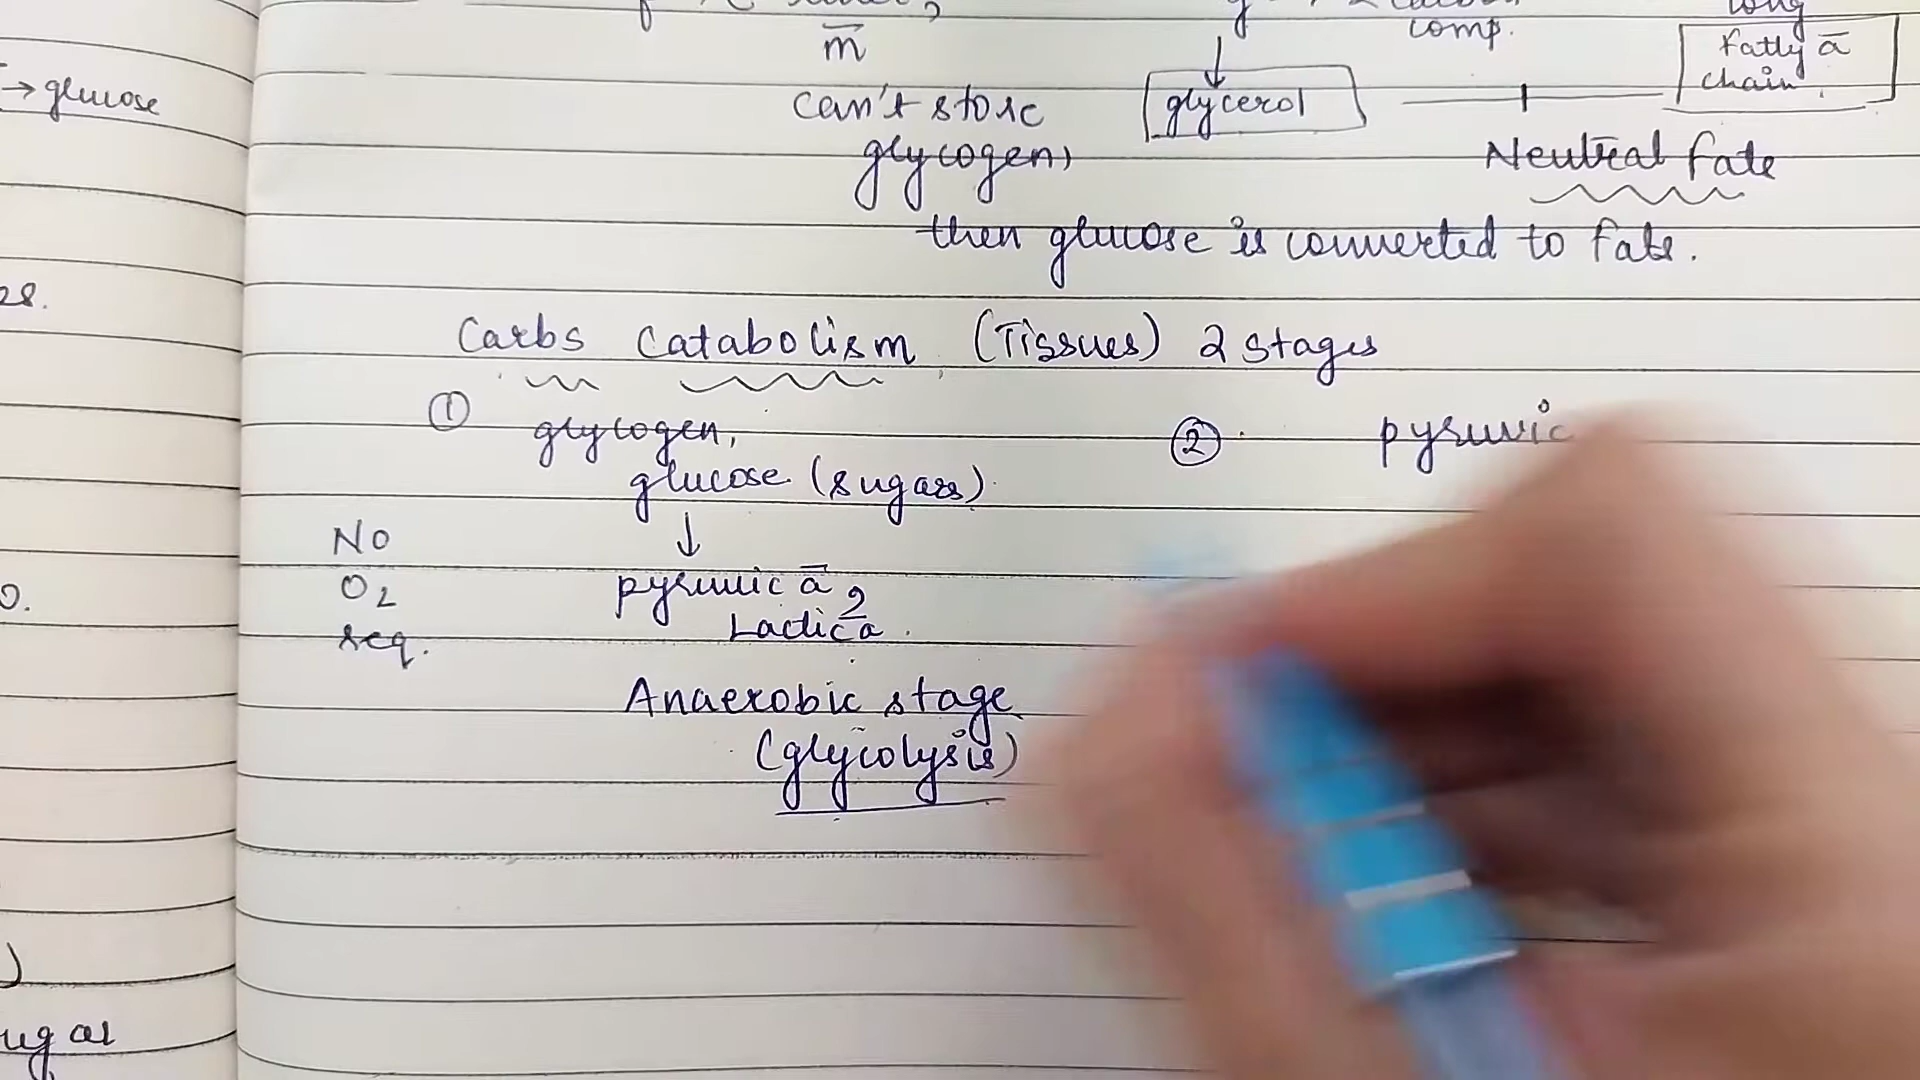 comp.
long
m̄
Fatty ā
chain
→ glucose
can't store
glycerol
glycogen,
Neutral fats
then glucose is converted to fats.
Carbs Catabolism (Tissues) 2 stages
① glycogen,
② pyruvic
glucose (sugars).
No
↓
O2
pyruvic ā,
req.
Lactic ā.
Anaerobic stage
(glycolysis)